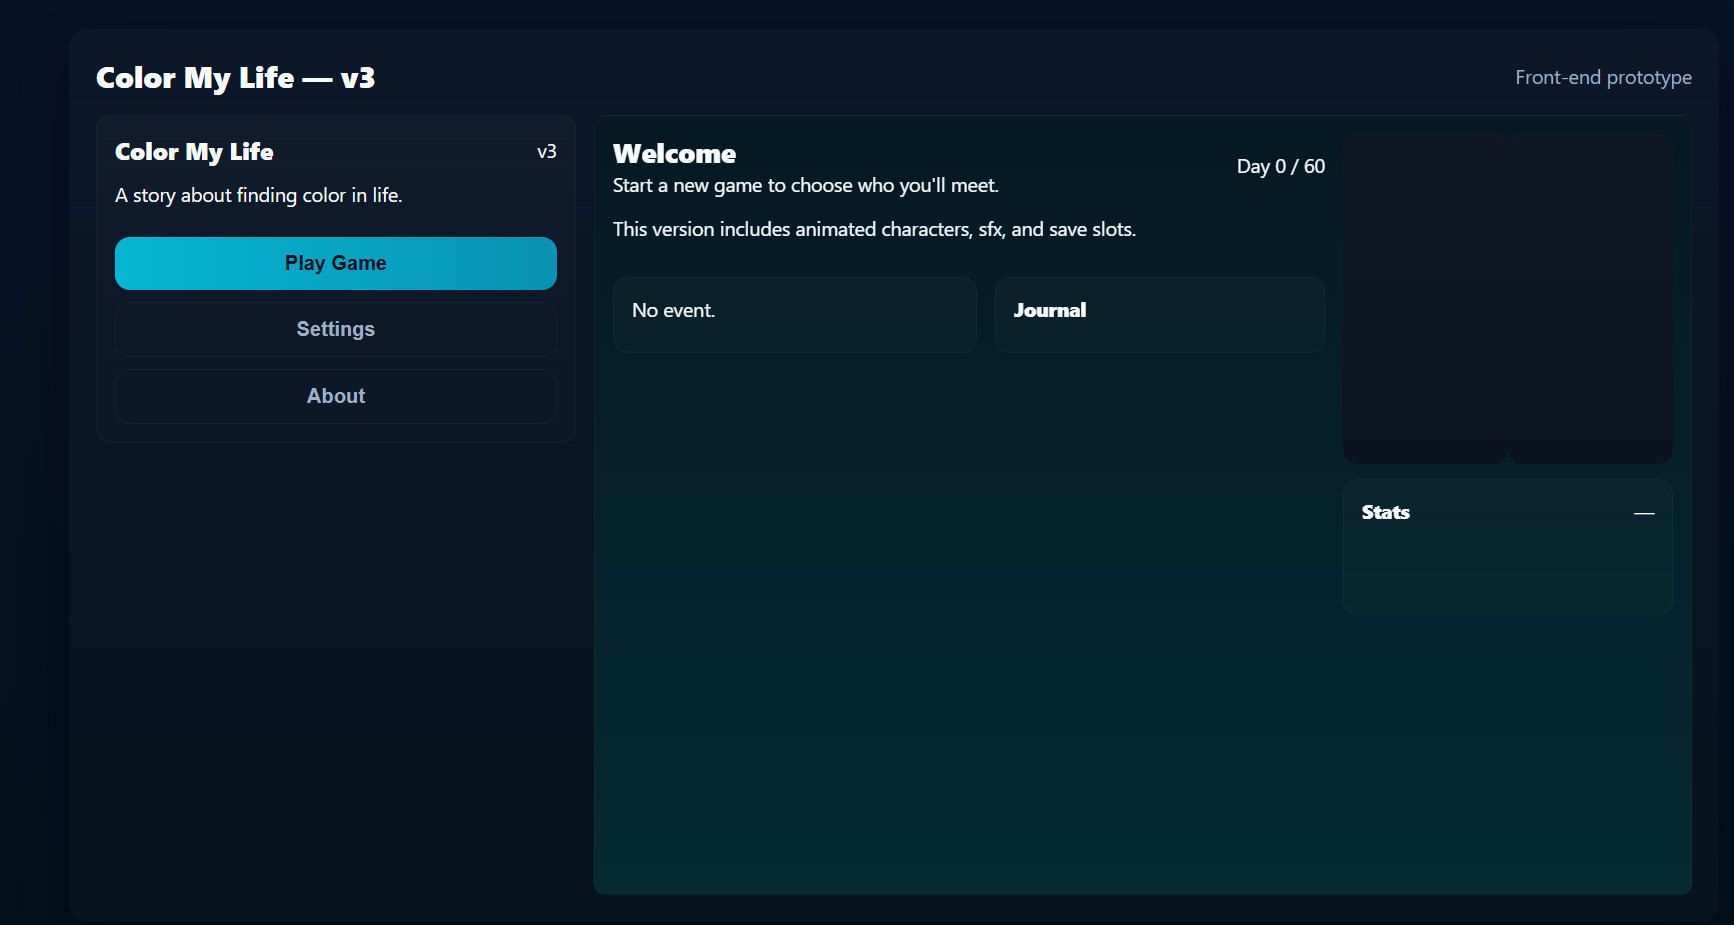 Color My Life — v3
Front-end prototype
Color My Life
v3
A story about finding color in life.
Play Game
Settings
About
Welcome
Start a new game to choose who you'll meet.
Day 0 / 60
This version includes animated characters, sfx, and save slots.
No event.
Journal
Stats
—